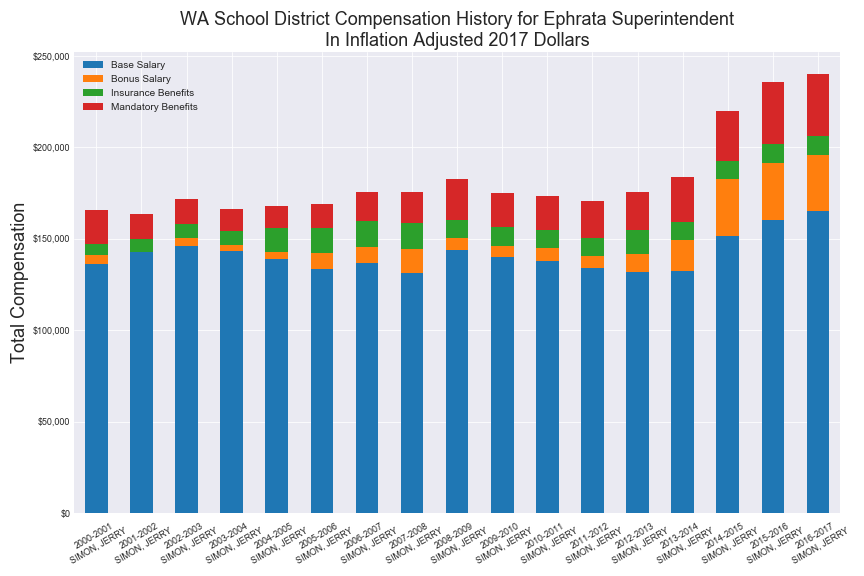 WA School District Compensation History for Ephrata Superintendent
In Inflation Adjusted 2017 Dollars
Base Salary
Bonus Salary
Insurance Benefits
Mandatory Benefits
Total Compensation
$250,000
$200,000
$150,000
$100,000
$50,000
$0
2000-2001
SIMON, JERRY
2001-2002
SIMON, JERRY
2002-2003
SIMON, JERRY
2003-2004
SIMON, JERRY
2004-2005
SIMON, JERRY
2005-2006
SIMON, JERRY
2006-2007
SIMON, JERRY
2007-2008
SIMON, JERRY
2008-2009
SIMON, JERRY
2009-2010
SIMON, JERRY
2010-2011
SIMON, JERRY
2011-2012
SIMON, JERRY
2012-2013
SIMON, JERRY
2013-2014
SIMON, JERRY
2014-2015
SIMON, JERRY
2015-2016
SIMON, JERRY
2016-2017
SIMON, JERRY